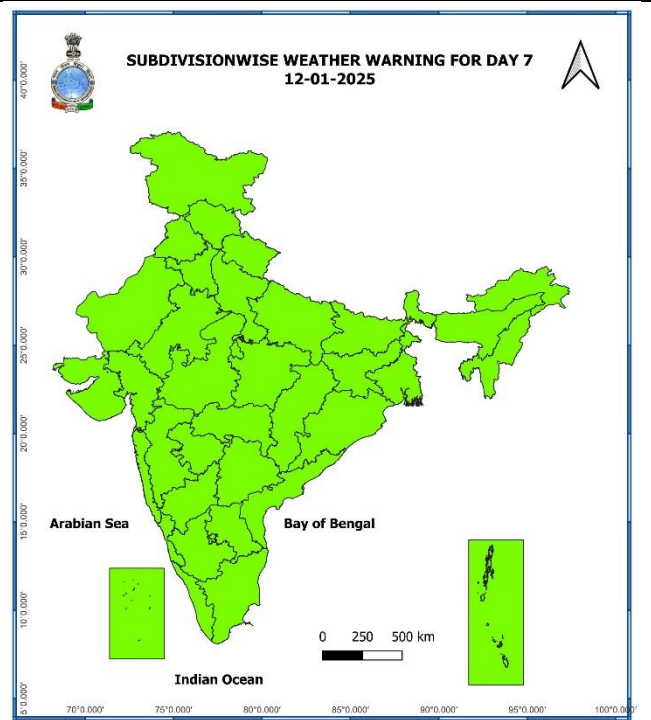 SUBDIVISIONWISE WEATHER WARNING FOR DAY 7
12-01-2025
40°0.000'
35°0.000'
30°0.000'
25°0.000'
20°0.000'
15°0.000'
10°0.000'
5°0.000'
Arabian Sea
Bay of Bengal
0 250 500 km
Indian Ocean
70°0.000' 75°0.000' 80°0.000' 85°0.000' 90°0.000' 95°0.000' 100°0.000'